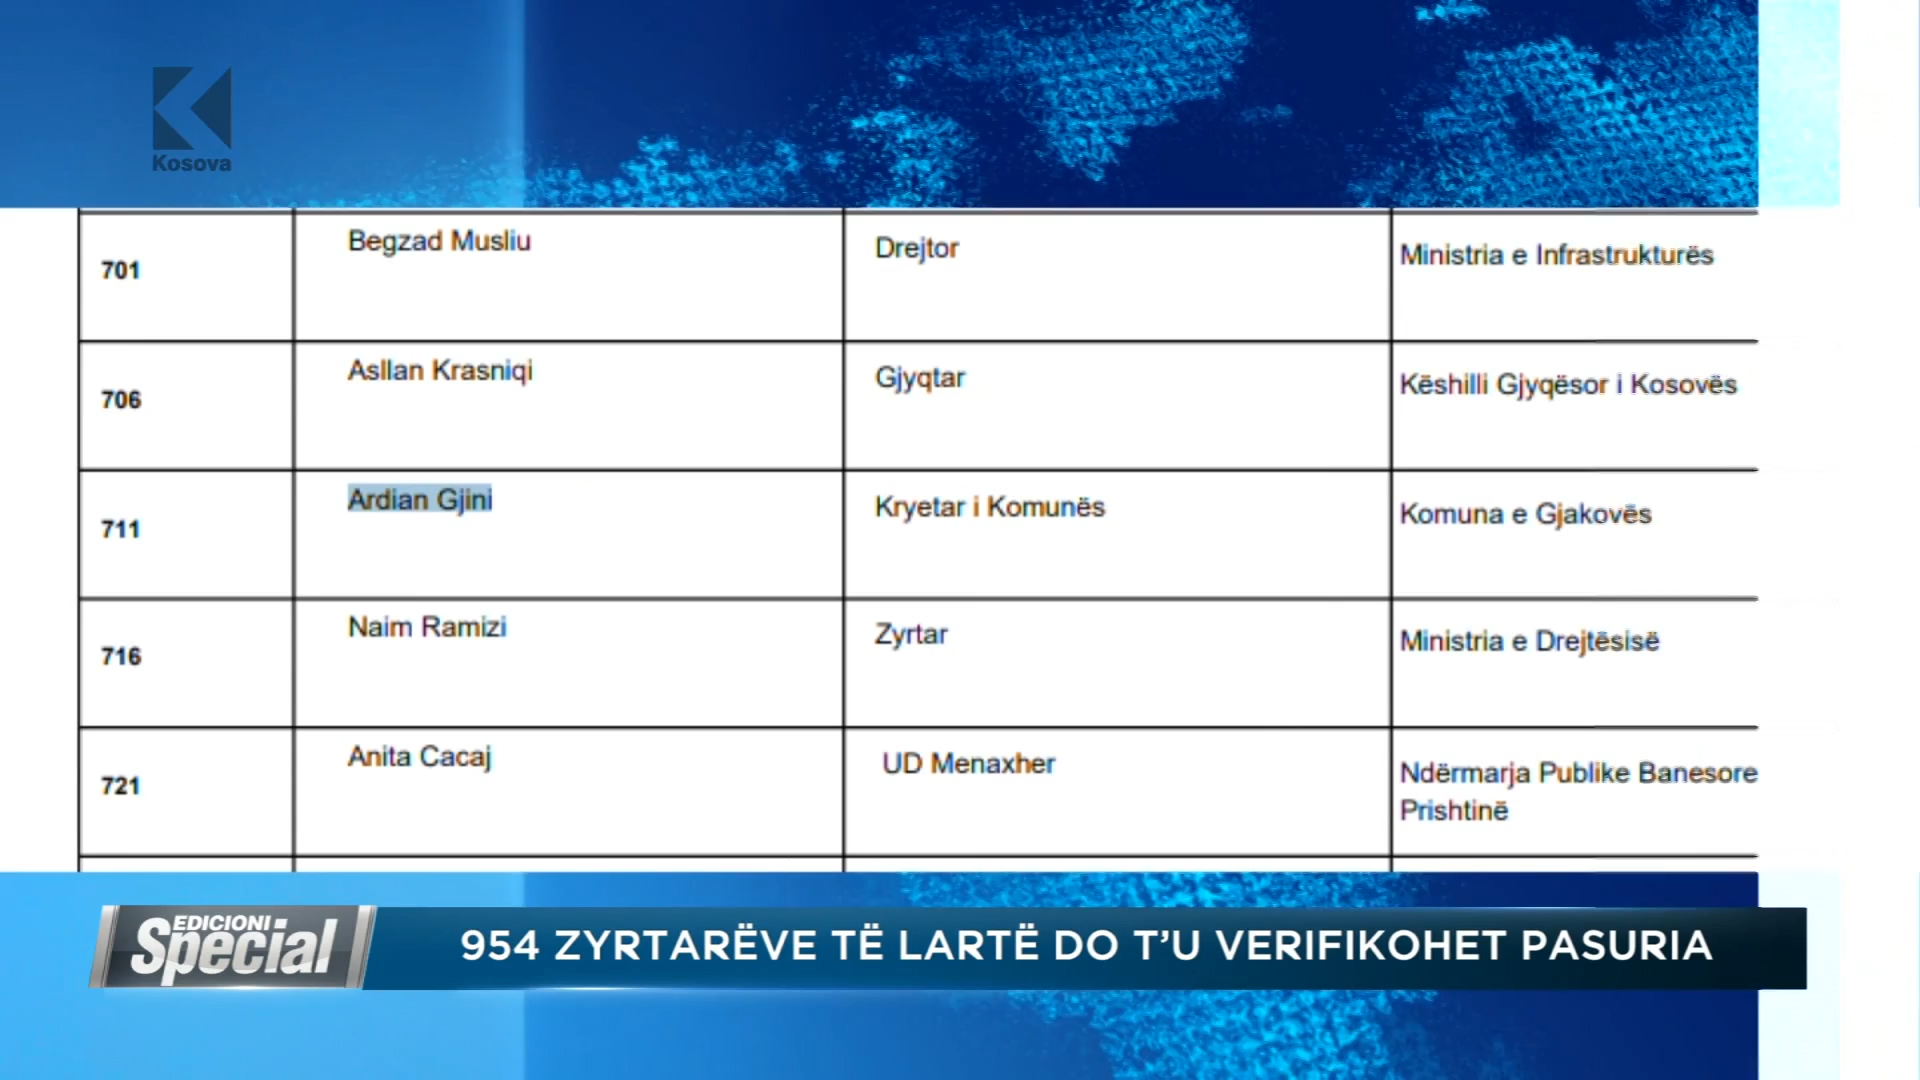 Kosova
701 Begzad Musliu Drejtor Ministria e Infrastrukturës
706 Asllan Krasniqi Gjyqtar Këshilli Gjyqësor i Kosovës
711 Ardian Gjini Kryetar i Komunës Komuna e Gjakovës
716 Naim Ramizi Zyrtar Ministria e Drejtësisë
721 Anita Cacaj UD Menaxher Ndërmarja Publike Banesore
Prishtinë
EDICIONI
Special
954 ZYRTARËVE TË LARTË DO T’U VERIFIKOHET PASURIA